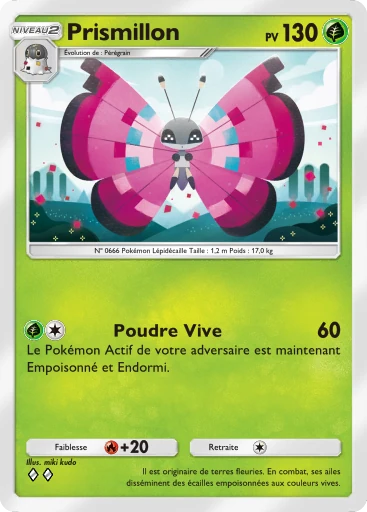 NIVEAU2 Prismillon PV 130
Évolution de : Pérégrain
N° 0666 Pokémon Lépidécaille Taille : 1,2 m Poids : 17,0 kg
Poudre Vive 60
Le Pokémon Actif de votre adversaire est maintenant
Empoisonné et Endormi.
Faiblesse +20 Retraite
Illus. miki kudo
Il est originaire de terres fleuries. En combat, ses ailes
disséminent des écailles empoisonnées aux couleurs vives.